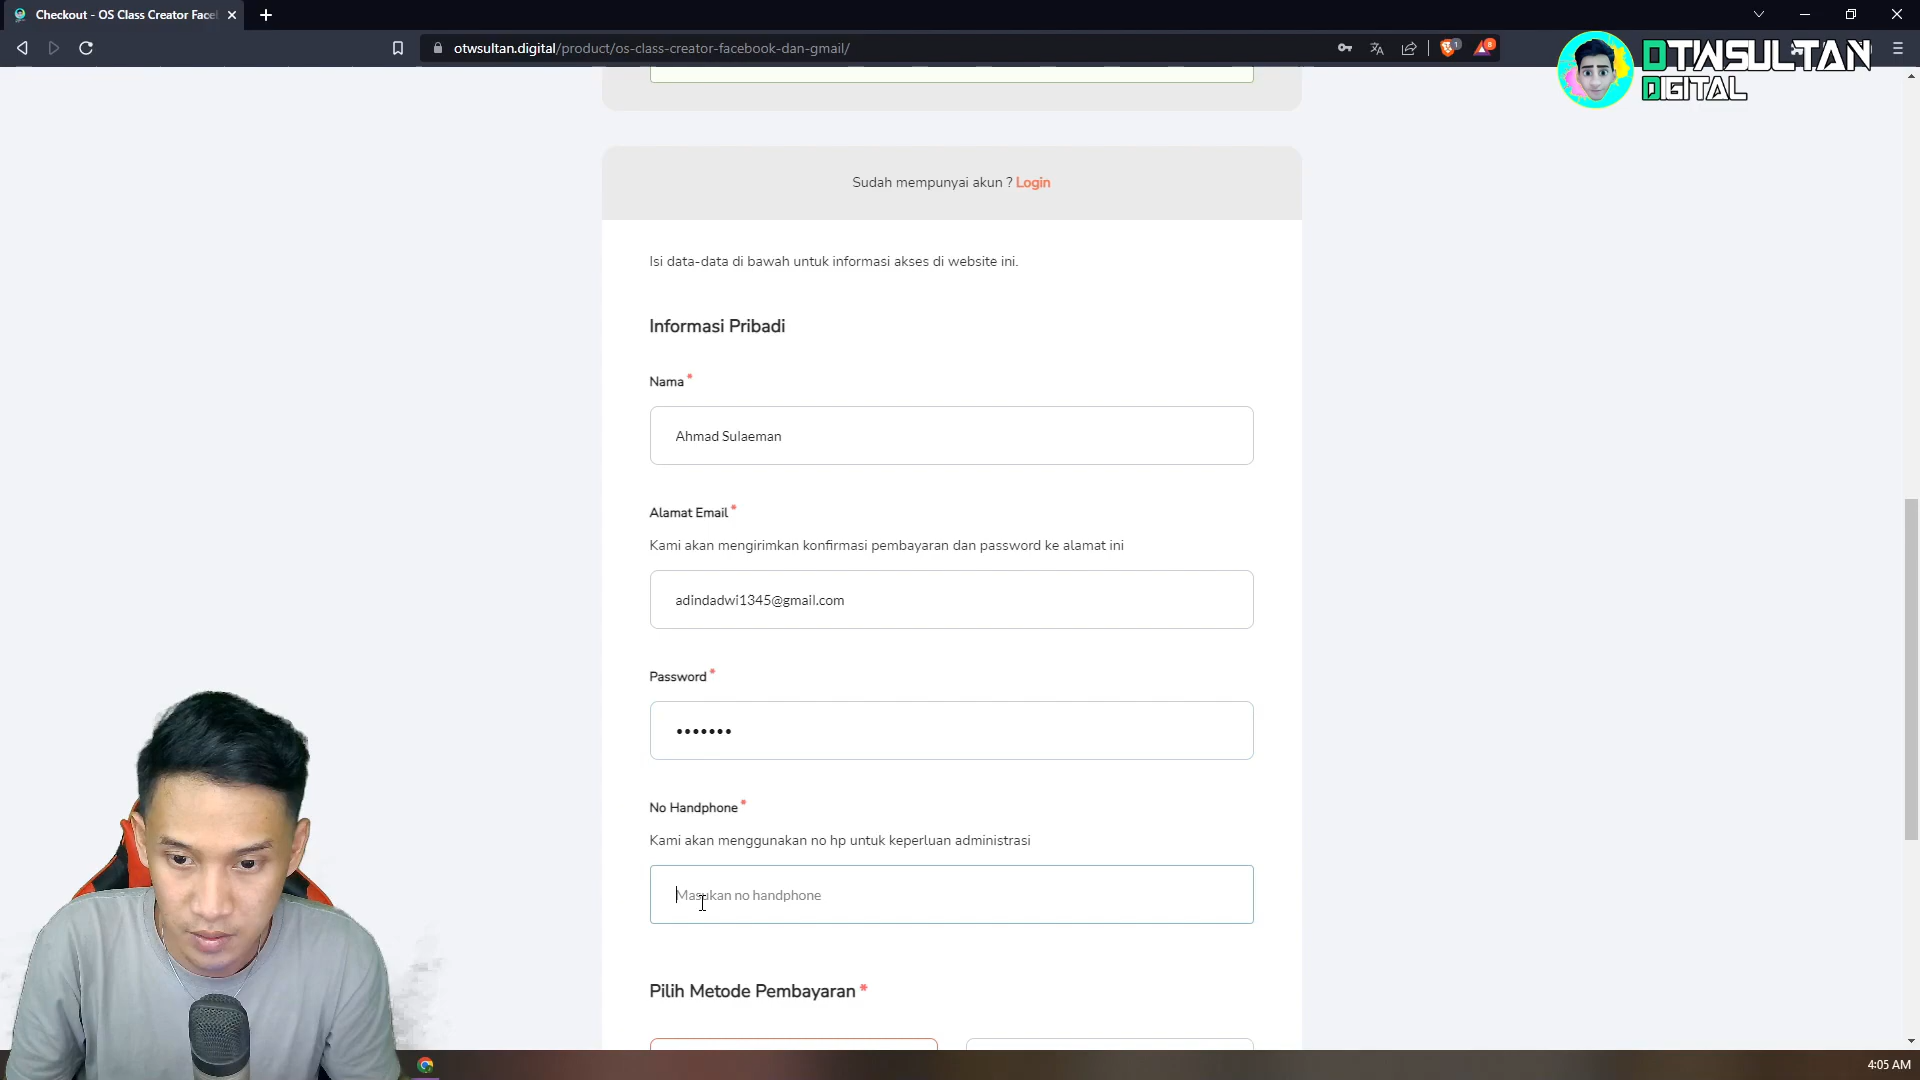 Checkout - OS Class Creator Face
otwsultan.digital/product/os-class-creator-facebook-dan-gmail/
1
8
OTWSULTAN
DIGITAL
Sudah mempunyai akun ? Login
Isi data-data di bawah untuk informasi akses di website ini.
Informasi Pribadi
Nama *
Ahmad Sulaeman
Alamat Email *
Kami akan mengirimkan konfirmasi pembayaran dan password ke alamat ini
adindadwi1345@gmail.com
Password *
•••••••
No Handphone *
Kami akan menggunakan no hp untuk keperluan administrasi
Masukan no handphone
Pilih Metode Pembayaran *
4:05 AM